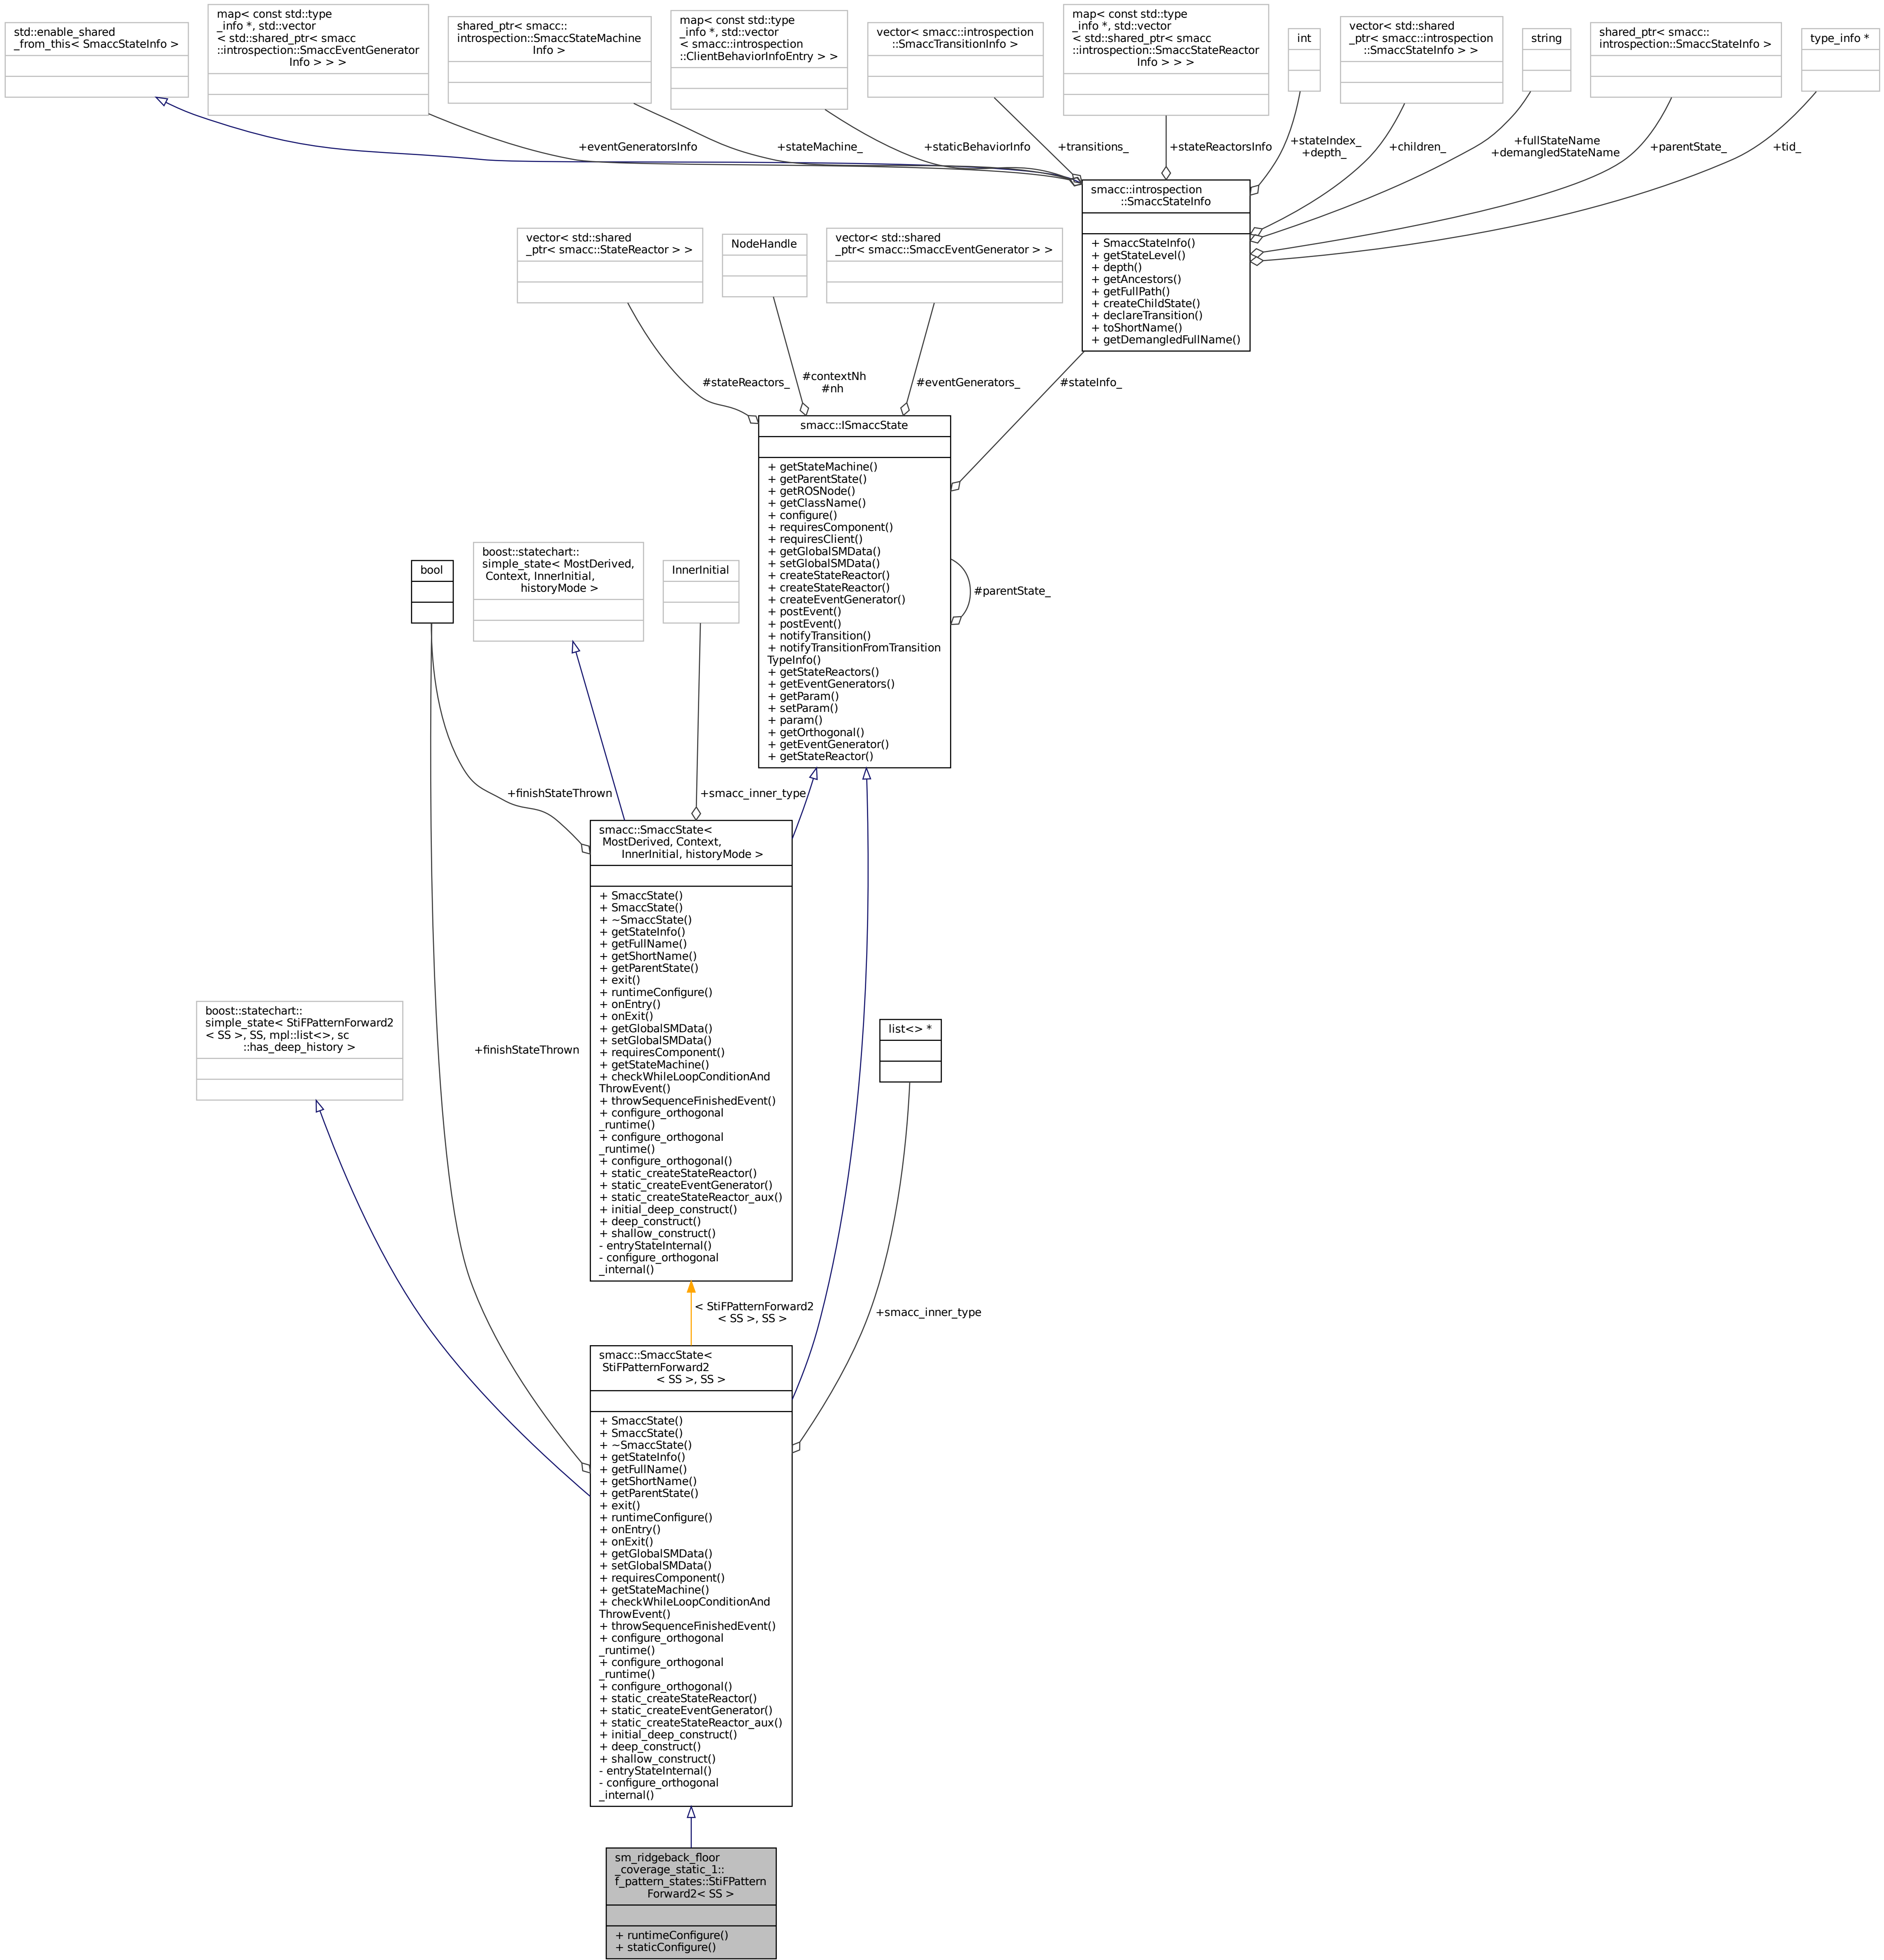 std::enable_shared
_from_this< SmaccStateInfo >
map< const std::type
_info *, std::vector
< std::shared_ptr< smacc
::introspection::SmaccEventGenerator
Info > > >
shared_ptr< smacc::
introspection::SmaccStateMachine
Info >
map< const std::type
_info *, std::vector
< smacc::introspection
::ClientBehaviorInfoEntry > >
vector< smacc::introspection
::SmaccTransitionInfo >
map< const std::type
_info *, std::vector
< std::shared_ptr< smacc
::introspection::SmaccStateReactor
Info > > >
int
vector< std::shared
_ptr< smacc::introspection
::SmaccStateInfo > >
string
shared_ptr< smacc::
introspection::SmaccStateInfo >
type_info *
+eventGeneratorsInfo
+stateMachine_
+staticBehaviorInfo
+transitions_
+stateReactorsInfo
+stateIndex_
+depth_
+children_
+fullStateName
+demangledStateName
+parentState_
+tid_
smacc::introspection
::SmaccStateInfo
+ SmaccStateInfo()
+ getStateLevel()
+ depth()
+ getAncestors()
+ getFullPath()
+ createChildState()
+ declareTransition()
+ toShortName()
+ getDemangledFullName()
vector< std::shared
_ptr< smacc::StateReactor > >
NodeHandle
vector< std::shared
_ptr< smacc::SmaccEventGenerator > >
#stateReactors_
#contextNh
#nh
#eventGenerators_
#stateInfo_
smacc::ISmaccState
+ getStateMachine()
+ getParentState()
+ getROSNode()
+ getClassName()
+ configure()
+ requiresComponent()
+ requiresClient()
+ getGlobalSMData()
+ setGlobalSMData()
+ createStateReactor()
+ createStateReactor()
+ createEventGenerator()
+ postEvent()
+ postEvent()
+ notifyTransition()
+ notifyTransitionFromTransition
TypeInfo()
+ getStateReactors()
+ getEventGenerators()
+ getParam()
+ setParam()
+ param()
+ getOrthogonal()
+ getEventGenerator()
+ getStateReactor()
#parentState_
bool
boost::statechart::
simple_state< MostDerived,
Context, InnerInitial,
historyMode >
InnerInitial
+finishStateThrown
+smacc_inner_type
smacc::SmaccState<
MostDerived, Context,
InnerInitial, historyMode >
+ SmaccState()
+ SmaccState()
+ ~SmaccState()
+ getStateInfo()
+ getFullName()
+ getShortName()
+ getParentState()
+ exit()
+ runtimeConfigure()
+ onEntry()
+ onExit()
+ getGlobalSMData()
+ setGlobalSMData()
+ requiresComponent()
+ getStateMachine()
+ checkWhileLoopConditionAnd
ThrowEvent()
+ throwSequenceFinishedEvent()
+ configure_orthogonal
_runtime()
+ configure_orthogonal
_runtime()
+ configure_orthogonal()
+ static_createStateReactor()
+ static_createEventGenerator()
+ static_createStateReactor_aux()
+ initial_deep_construct()
+ deep_construct()
+ shallow_construct()
- entryStateInternal()
- configure_orthogonal
_internal()
boost::statechart::
simple_state< StiFPatternForward2
< SS >, SS, mpl::list<>, sc
::has_deep_history >
+finishStateThrown
list<> *
< StiFPatternForward2
< SS >, SS >
+smacc_inner_type
smacc::SmaccState<
StiFPatternForward2
< SS >, SS >
+ SmaccState()
+ SmaccState()
+ ~SmaccState()
+ getStateInfo()
+ getFullName()
+ getShortName()
+ getParentState()
+ exit()
+ runtimeConfigure()
+ onEntry()
+ onExit()
+ getGlobalSMData()
+ setGlobalSMData()
+ requiresComponent()
+ getStateMachine()
+ checkWhileLoopConditionAnd
ThrowEvent()
+ throwSequenceFinishedEvent()
+ configure_orthogonal
_runtime()
+ configure_orthogonal
_runtime()
+ configure_orthogonal()
+ static_createStateReactor()
+ static_createEventGenerator()
+ static_createStateReactor_aux()
+ initial_deep_construct()
+ deep_construct()
+ shallow_construct()
- entryStateInternal()
- configure_orthogonal
_internal()
sm_ridgeback_floor
_coverage_static_1::
f_pattern_states::StiFPattern
Forward2< SS >
+ runtimeConfigure()
+ staticConfigure()